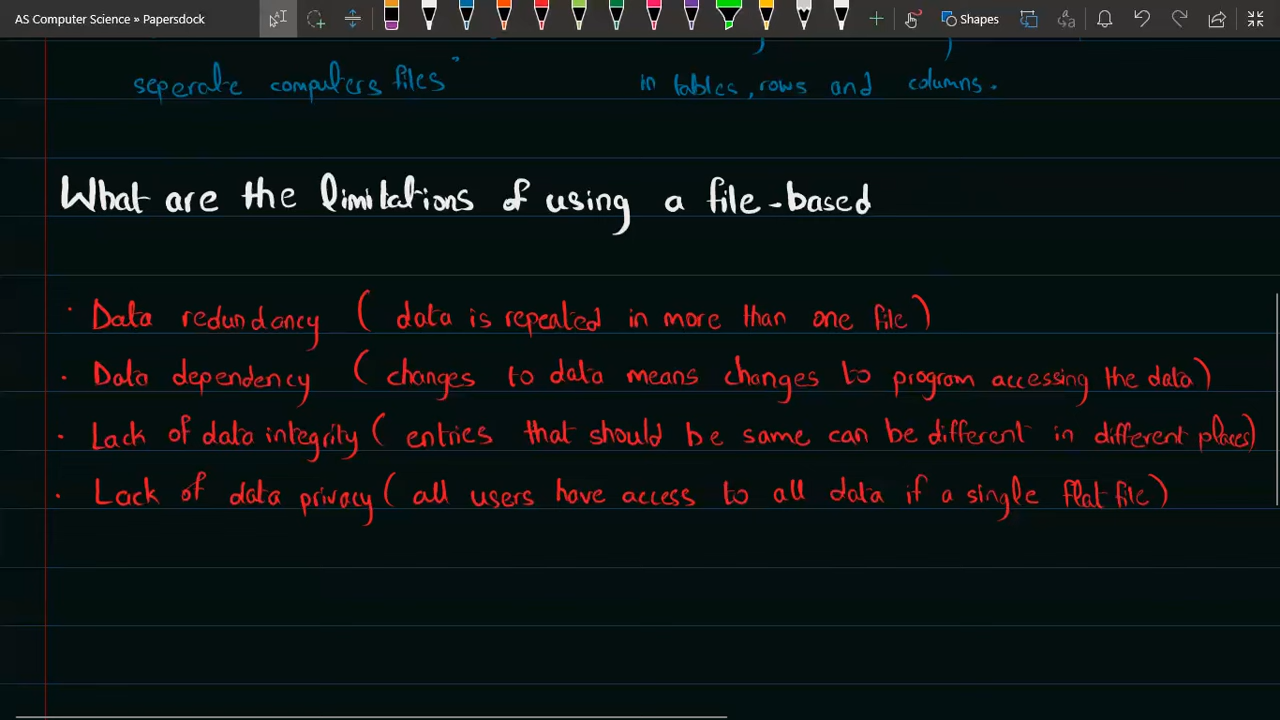 AS Computer Science » Papersdock
Shapes
seperate computers files"
in tables, rows and columns.
What are the limitations of using a file-based
· Data redundancy ( data is repeated in more than one file )
· Data dependency ( changes to data means changes to program accessing the data )
· Lack of data integrity ( entries that should be same can be different in different places )
· Lack of data privacy ( all users have access to all data if a single flat file )